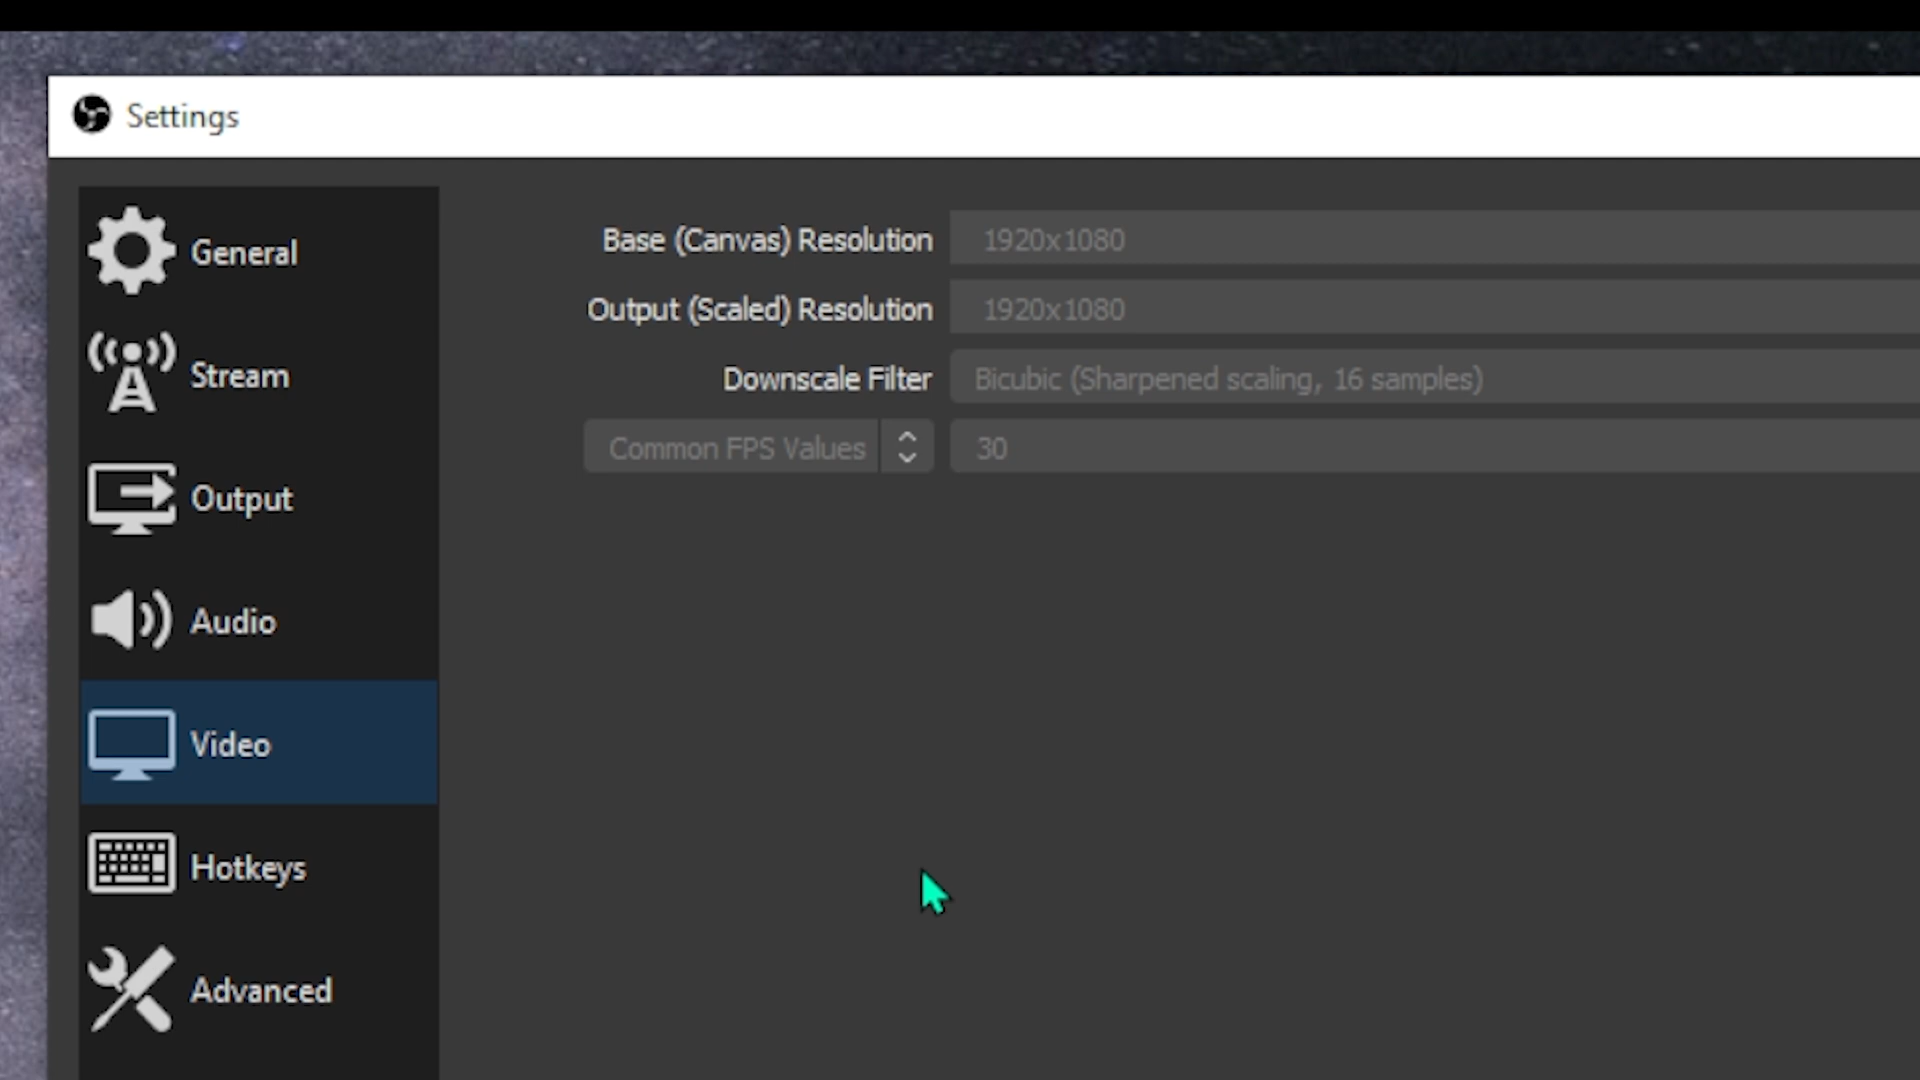 Settings
General
Stream
Output
Audio
Video
Hotkeys
Advanced
Base (Canvas) Resolution 1920x1080
Output (Scaled) Resolution 1920x1080
Downscale Filter Bicubic (Sharpened scaling, 16 samples)
Common FPS Values 30